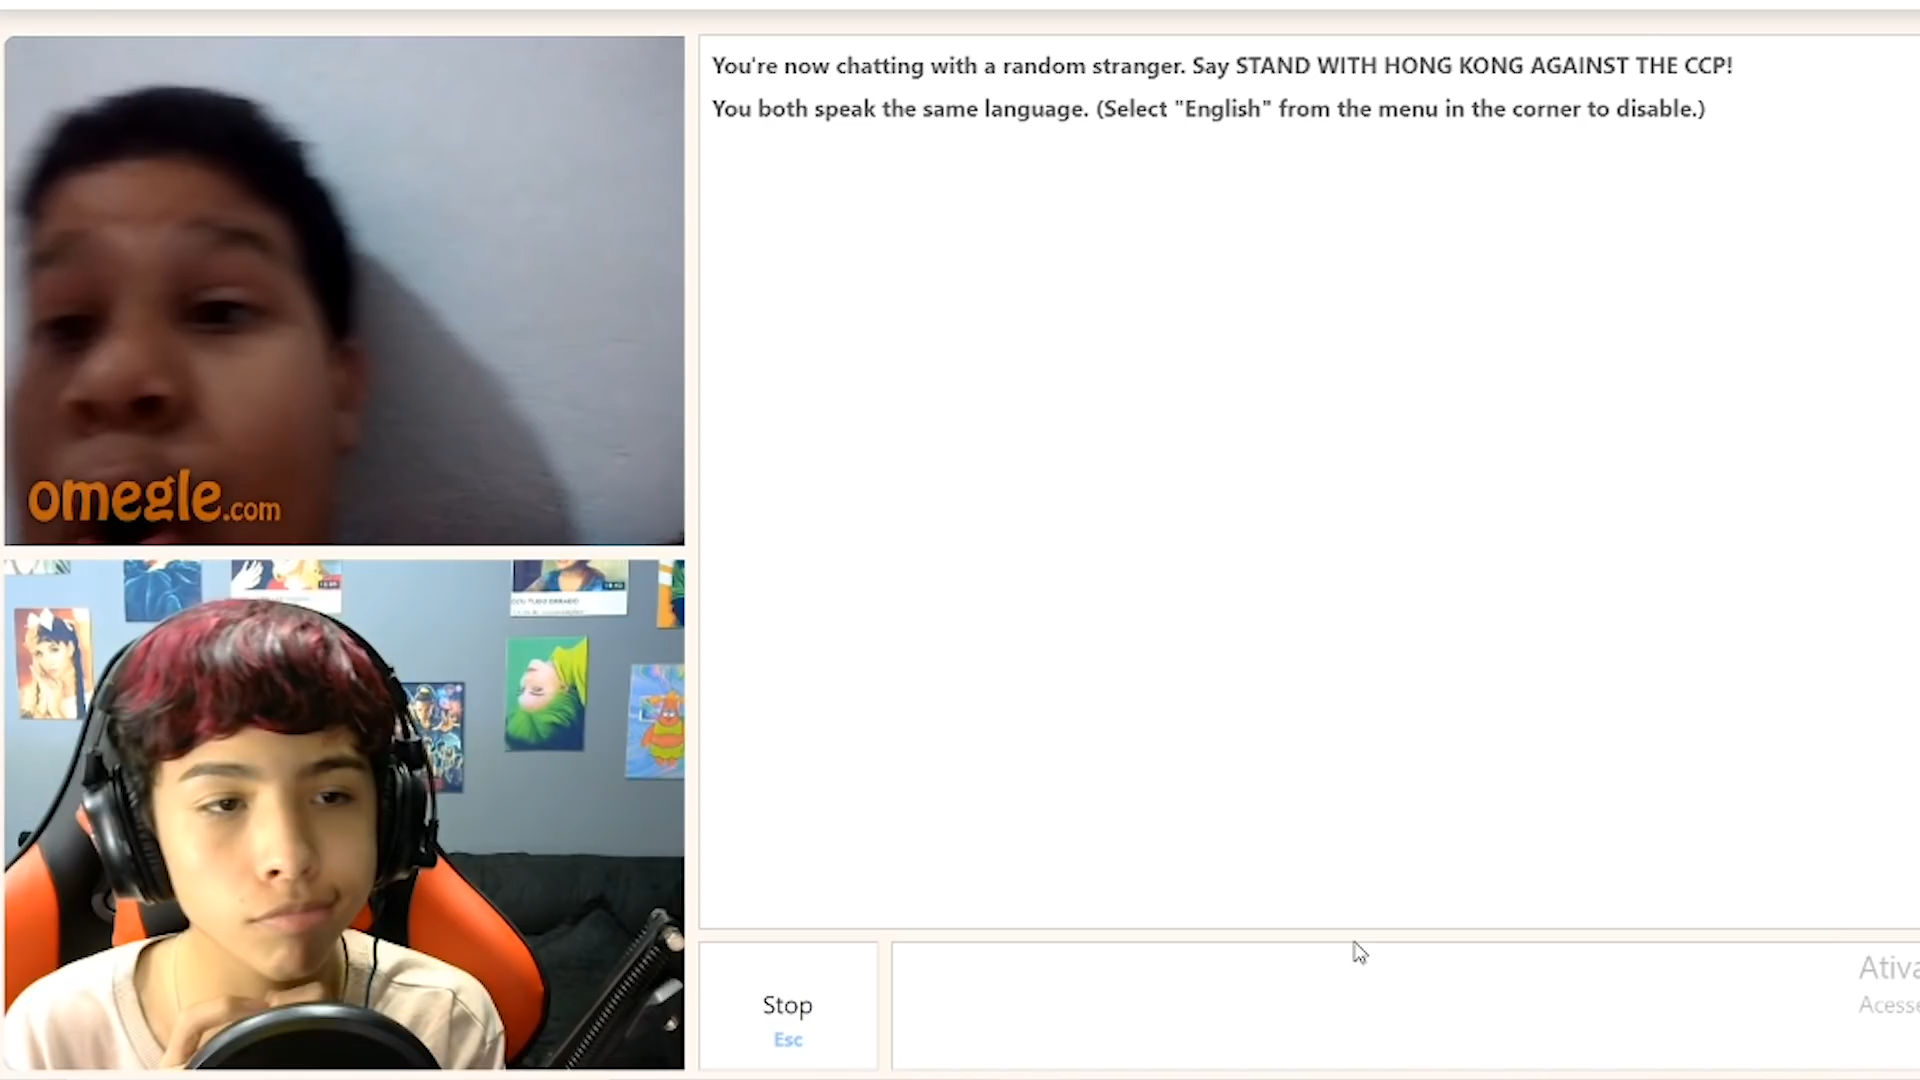 You're now chatting with a random stranger. Say STAND WITH HONG KONG AGAINST THE CCP!
You both speak the same language. (Select "English" from the menu in the corner to disable.)
omegle.com
Stop
Esc
Ativa
Acesse